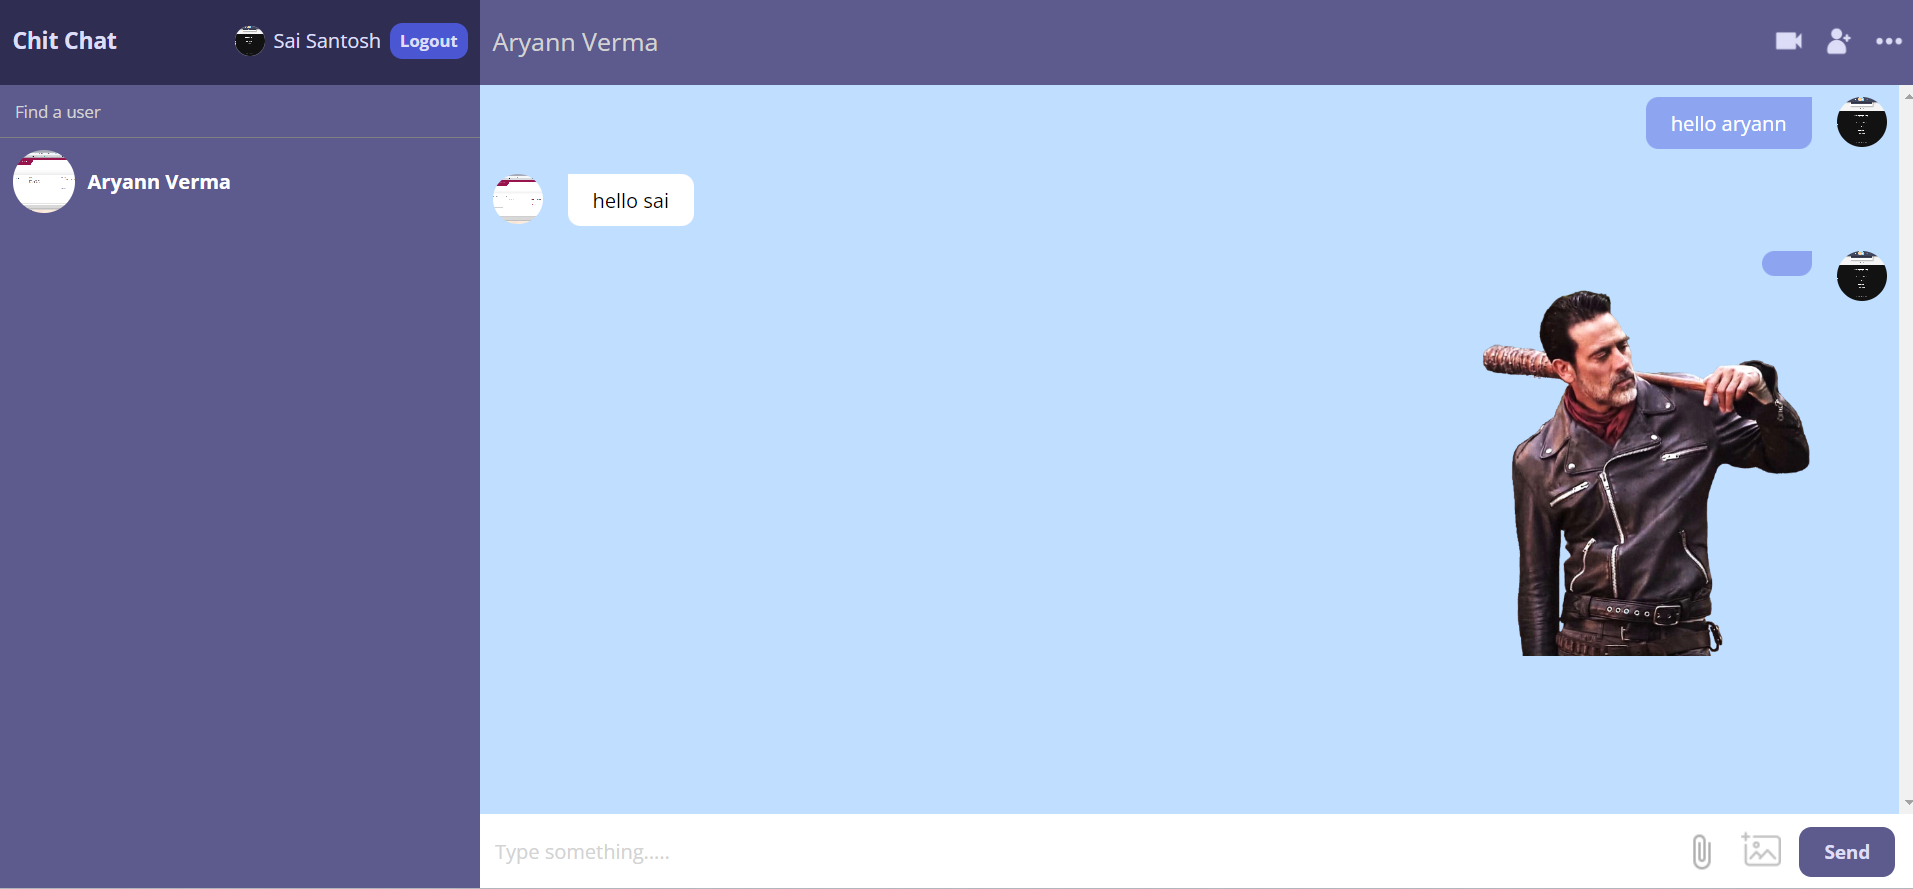 Chit Chat
Sai Santosh
Logout
Find a user
Aryann Verma
Aryann Verma
hello aryann
hello sai
Type something.....
Send